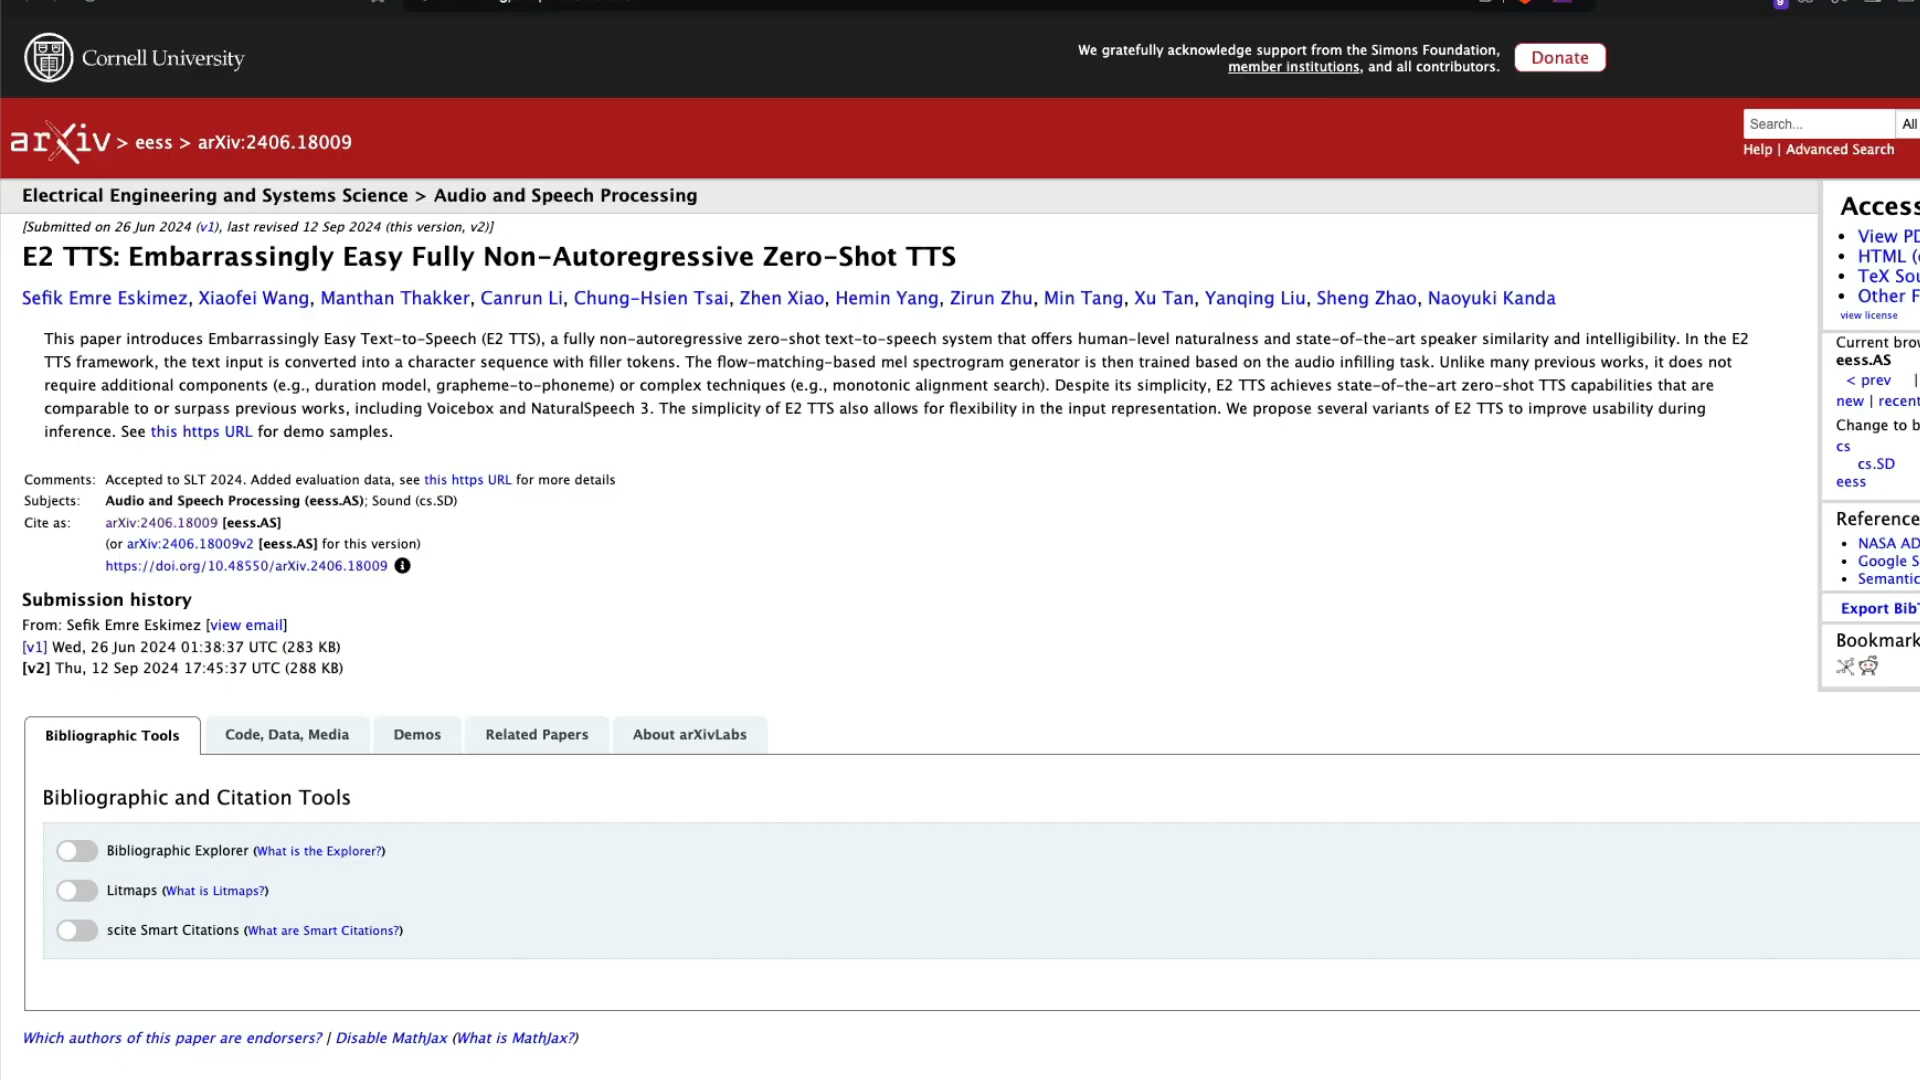 Cornell University
We gratefully acknowledge support from the Simons Foundation,
member institutions, and all contributors.
Donate
arXiv > eess > arXiv:2406.18009
Search...
All
Help | Advanced Search
Electrical Engineering and Systems Science > Audio and Speech Processing
[Submitted on 26 Jun 2024 (v1), last revised 12 Sep 2024 (this version, v2)]
E2 TTS: Embarrassingly Easy Fully Non-Autoregressive Zero-Shot TTS
Sefik Emre Eskimez, Xiaofei Wang, Manthan Thakker, Canrun Li, Chung-Hsien Tsai, Zhen Xiao, Hemin Yang, Zirun Zhu, Min Tang, Xu Tan, Yanqing Liu, Sheng Zhao, Naoyuki Kanda
This paper introduces Embarrassingly Easy Text-to-Speech (E2 TTS), a fully non-autoregressive zero-shot text-to-speech system that offers human-level naturalness and state-of-the-art speaker similarity and intelligibility. In the E2
TTS framework, the text input is converted into a character sequence with filler tokens. The flow-matching-based mel spectrogram generator is then trained based on the audio infilling task. Unlike many previous works, it does not
require additional components (e.g., duration model, grapheme-to-phoneme) or complex techniques (e.g., monotonic alignment search). Despite its simplicity, E2 TTS achieves state-of-the-art zero-shot TTS capabilities that are
comparable to or surpass previous works, including Voicebox and NaturalSpeech 3. The simplicity of E2 TTS also allows for flexibility in the input representation. We propose several variants of E2 TTS to improve usability during
inference. See this https URL for demo samples.
Comments: Accepted to SLT 2024. Added evaluation data, see this https URL for more details
Subjects: Audio and Speech Processing (eess.AS); Sound (cs.SD)
Cite as: arXiv:2406.18009 [eess.AS]
(or arXiv:2406.18009v2 [eess.AS] for this version)
https://doi.org/10.48550/arXiv.2406.18009
Submission history
From: Sefik Emre Eskimez [view email]
[v1] Wed, 26 Jun 2024 01:38:37 UTC (283 KB)
[v2] Thu, 12 Sep 2024 17:45:37 UTC (288 KB)
Bibliographic Tools
Code, Data, Media
Demos
Related Papers
About arXivLabs
Bibliographic and Citation Tools
Bibliographic Explorer (What is the Explorer?)
Litmaps (What is Litmaps?)
scite Smart Citations (What are Smart Citations?)
Which authors of this paper are endorsers? | Disable MathJax (What is MathJax?)
Access
View PD
HTML (e
TeX Sou
Other F
view license
Current brow
eess.AS
< prev |
new | recent
Change to b
cs
cs.SD
eess
Reference
NASA AD
Google S
Semantic
Export BibT
Bookmark